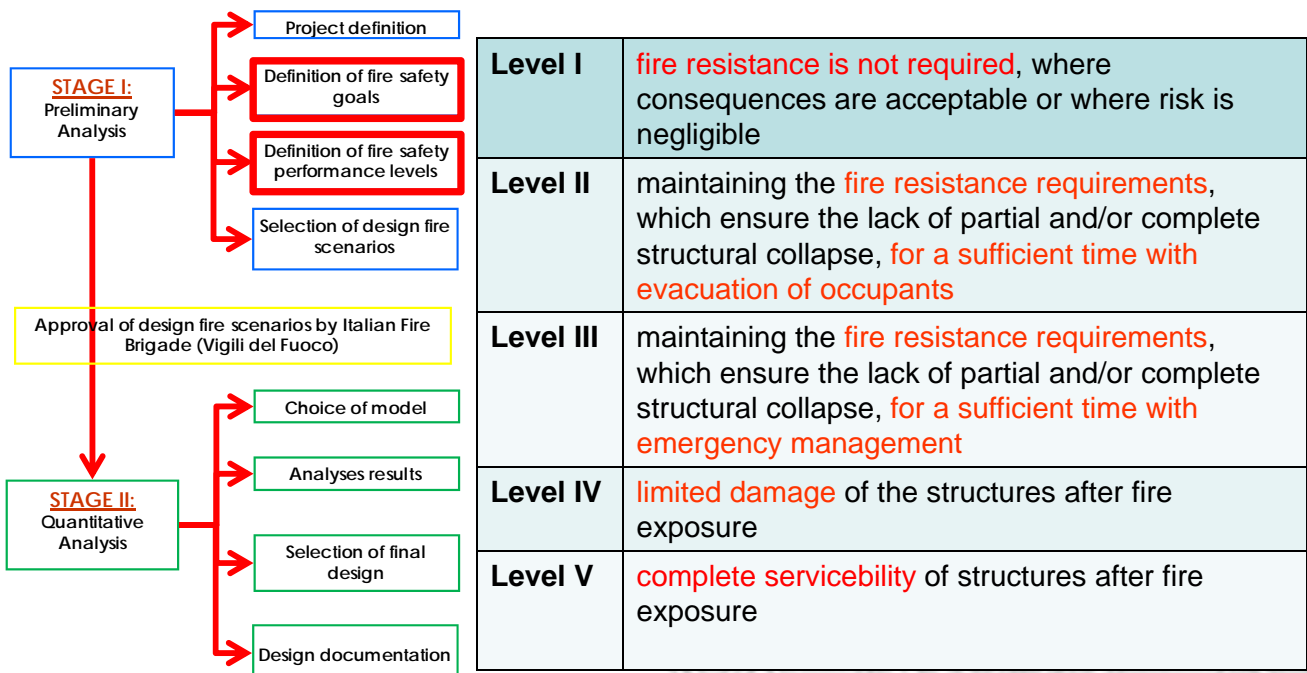 Project definition
STAGE I:
Preliminary
Analysis
Definition of fire safety
goals
Definition of fire safety
performance levels
Selection of design fire
scenarios
Approval of design fire scenarios by Italian Fire
Brigade (Vigili del Fuoco)
Choice of model
Analyses results
STAGE II:
Quantitative
Analysis
Selection of final
design
Design documentation
Level I
fire resistance is not required, where
consequences are acceptable or where risk is
negligible
Level II
maintaining the fire resistance requirements,
which ensure the lack of partial and/or complete
structural collapse, for a sufficient time with
evacuation of occupants
Level III
maintaining the fire resistance requirements,
which ensure the lack of partial and/or complete
structural collapse, for a sufficient time with
emergency management
Level IV
limited damage of the structures after fire
exposure
Level V
complete servicebility of structures after fire
exposure